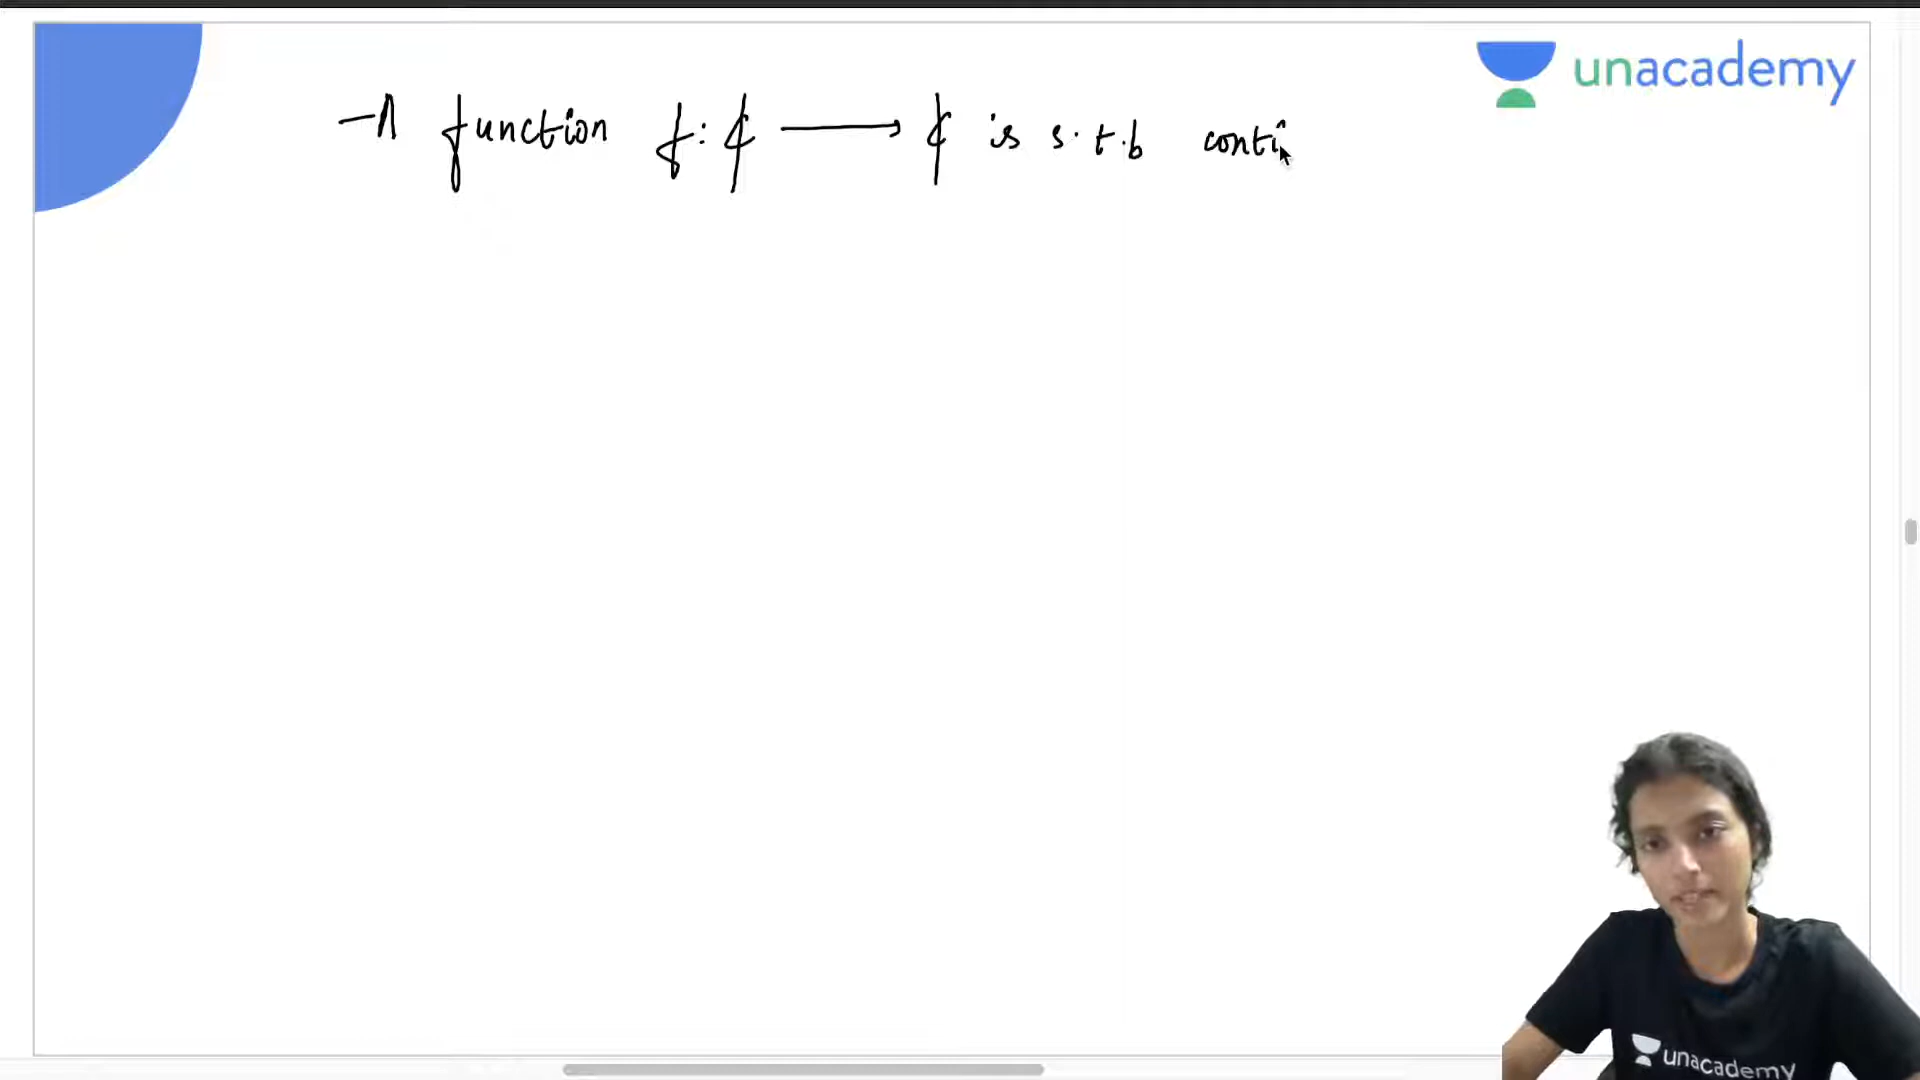 unacademy
A function f: ₵ → ₵ is s.t.b conti
unacademy